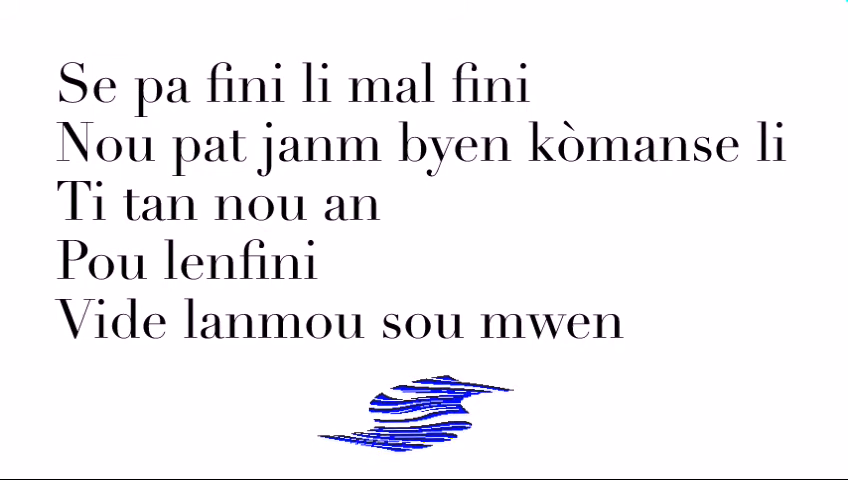 Se pa fini li mal fini
Nou pat janm byen kòmanse li
Ti tan nou an
Pou lenfini
Vide lanmou sou mwen